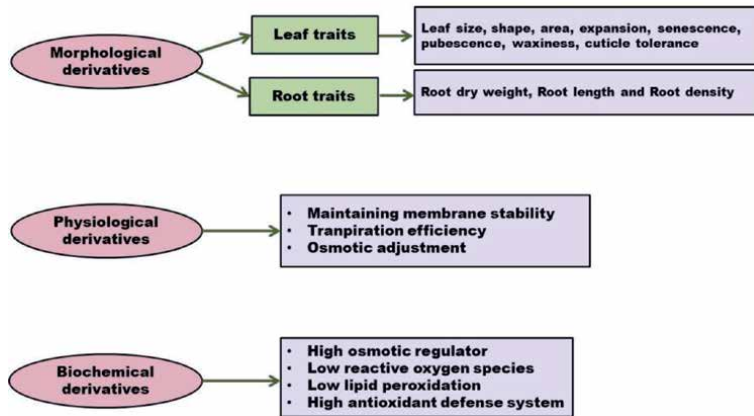 Morphological
derivatives
Leaf traits
Leaf size, shape, area, expansion, senescence,
pubescence, waxiness, cuticle tolerance
Root traits
Root dry weight, Root length and Root density
Physiological
derivatives
• Maintaining membrane stability
• Tranpiration efficiency
• Osmotic adjustment
Biochemical
derivatives
• High osmotic regulator
• Low reactive oxygen species
• Low lipid peroxidation
• High antioxidant defense system